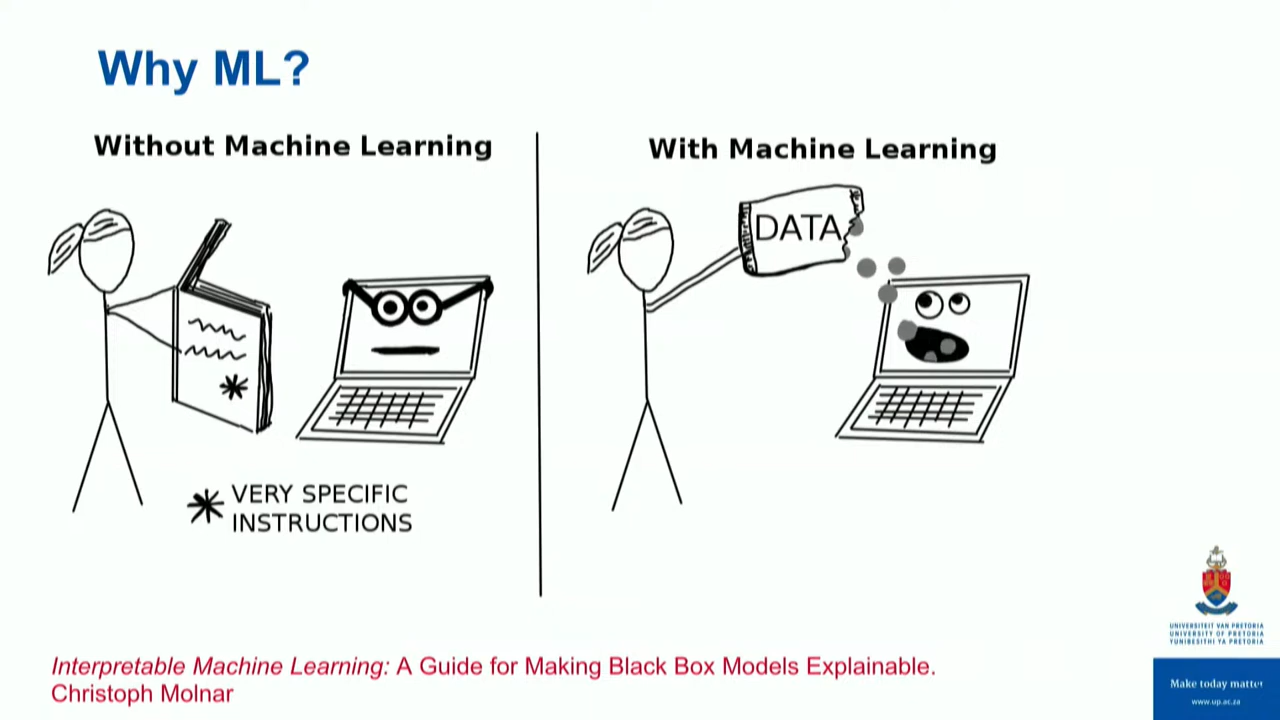 Why ML?
Without Machine Learning
With Machine Learning
DATA
VERY SPECIFIC
INSTRUCTIONS
Interpretable Machine Learning: A Guide for Making Black Box Models Explainable.
Christoph Molnar
UNIVERSITEIT VAN PRETORIA
UNIVERSITY OF PRETORIA
YUNIBESITHI YA PRETORIA
Make today matter
www.up.ac.za